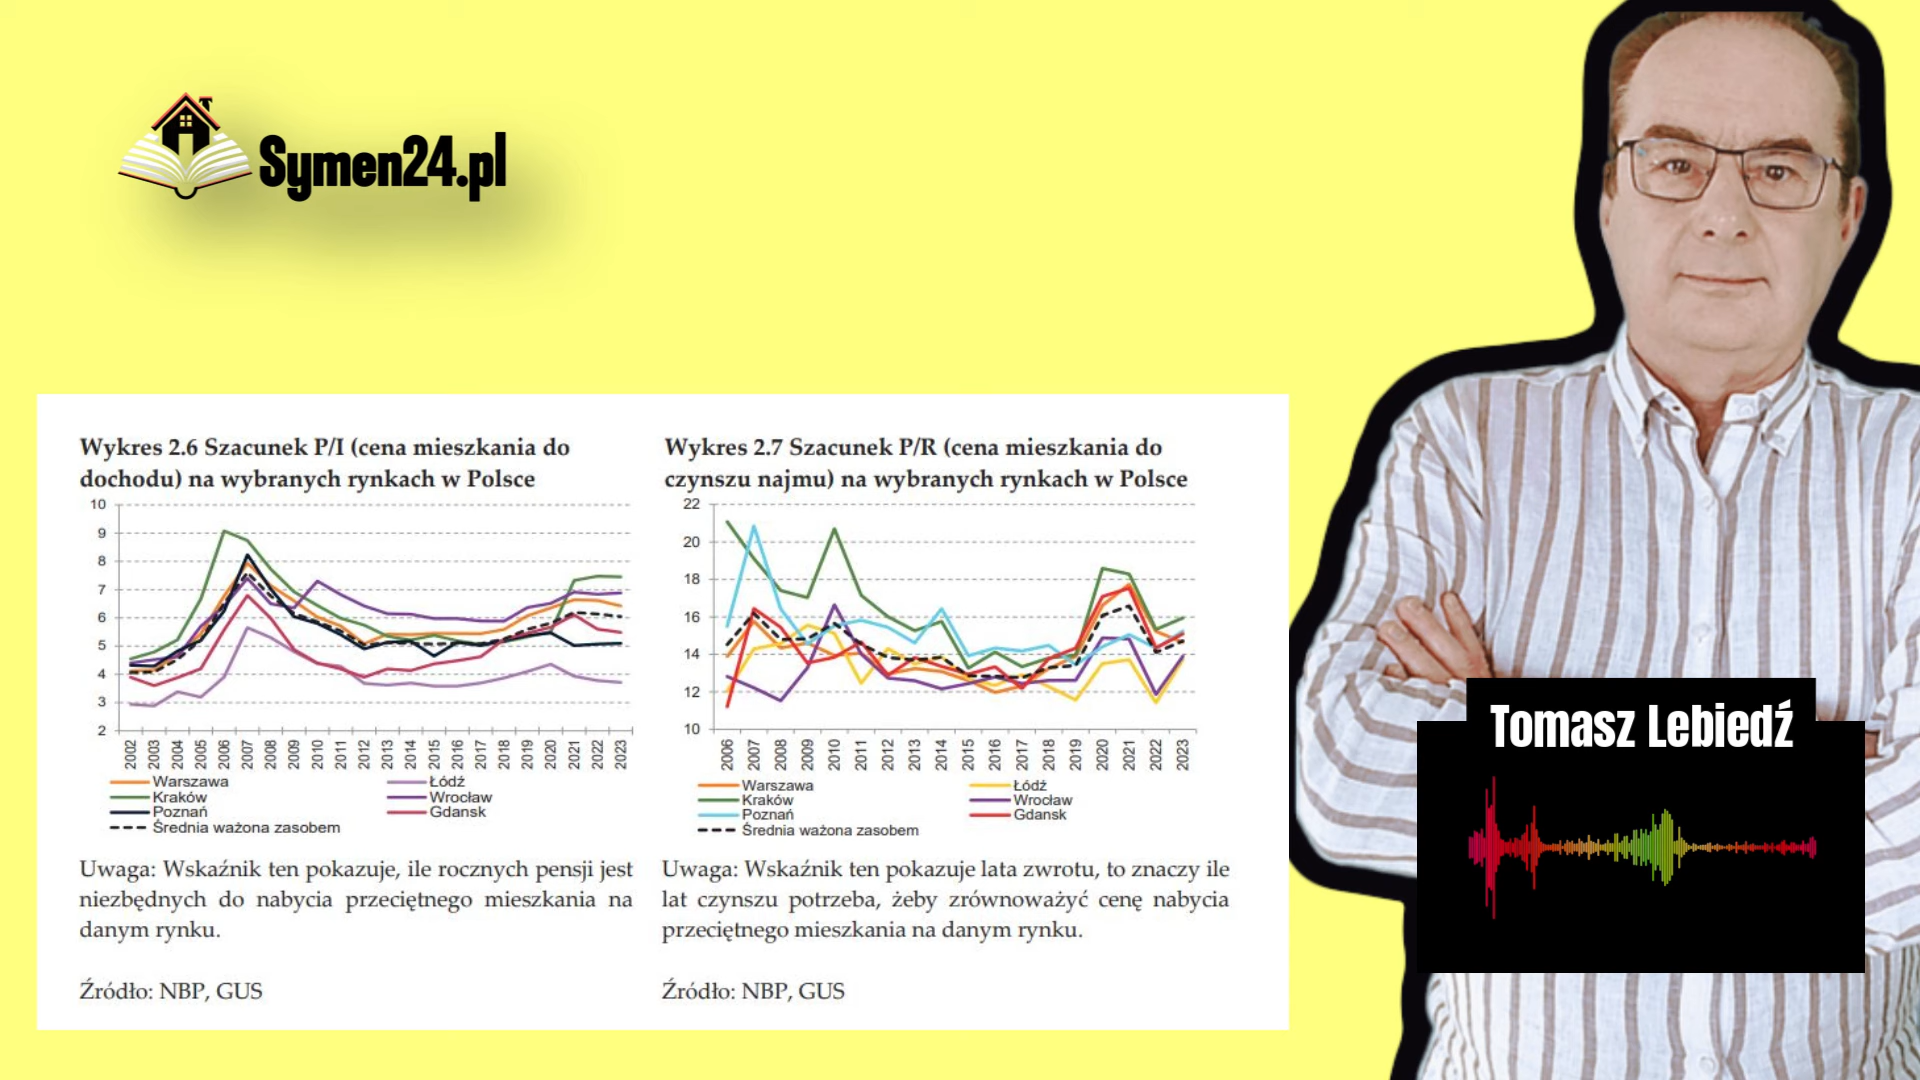 Symen24.pl
Wykres 2.6 Szacunek P/I (cena mieszkania do
dochodu) na wybranych rynkach w Polsce
10
9
8
7
6
5
4
3
2
2002 2003 2004 2005 2006 2007 2008 2009 2010 2011 2012 2013 2014 2015 2016 2017 2018 2019 2020 2021 2022 2023
Warszawa Łódź
Kraków Wrocław
Poznań Gdansk
Średnia ważona zasobem
Uwaga: Wskaźnik ten pokazuje, ile rocznych pensji jest
niezbędnych do nabycia przeciętnego mieszkania na
danym rynku.
Źródło: NBP, GUS
Wykres 2.7 Szacunek P/R (cena mieszkania do
czynszu najmu) na wybranych rynkach w Polsce
22
20
18
16
14
12
10
2006 2007 2008 2009 2010 2011 2012 2013 2014 2015 2016 2017 2018 2019 2020 2021 2022 2023
Warszawa Łódź
Kraków Wrocław
Poznań Gdansk
Średnia ważona zasobem
Uwaga: Wskaźnik ten pokazuje lata zwrotu, to znaczy ile
lat czynszu potrzeba, żeby zrównoważyć cenę nabycia
przeciętnego mieszkania na danym rynku.
Źródło: NBP, GUS
Tomasz Lebiedź